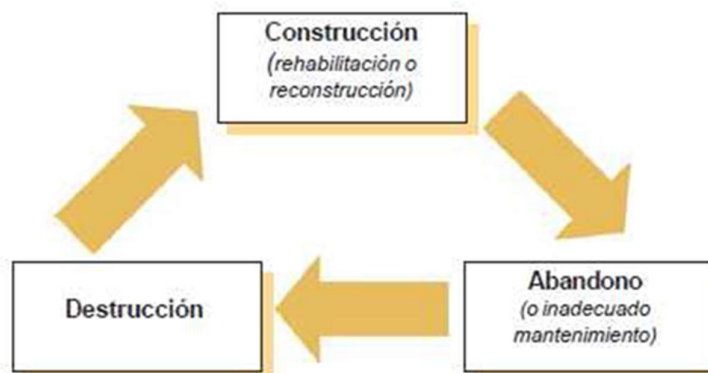 Construcción
(rehabilitación o
reconstrucción)
Abandono
(o inadecuado
mantenimiento)
Destrucción